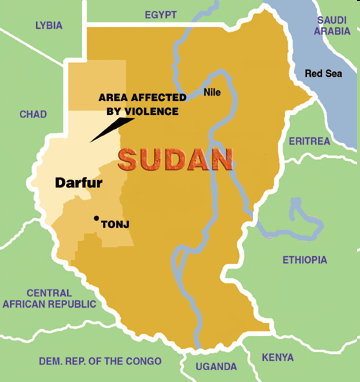 EGYPT
LYBIA
SAUDI
ARABIA
Red Sea
Nile
AREA AFFECTED
BY VIOLENCE
CHAD
ERITREA
SUDAN
Darfur
TONJ
ETHIOPIA
CENTRAL
AFRICAN REPUBLIC
DEM. REP. OF THE CONGO
UGANDA
KENYA